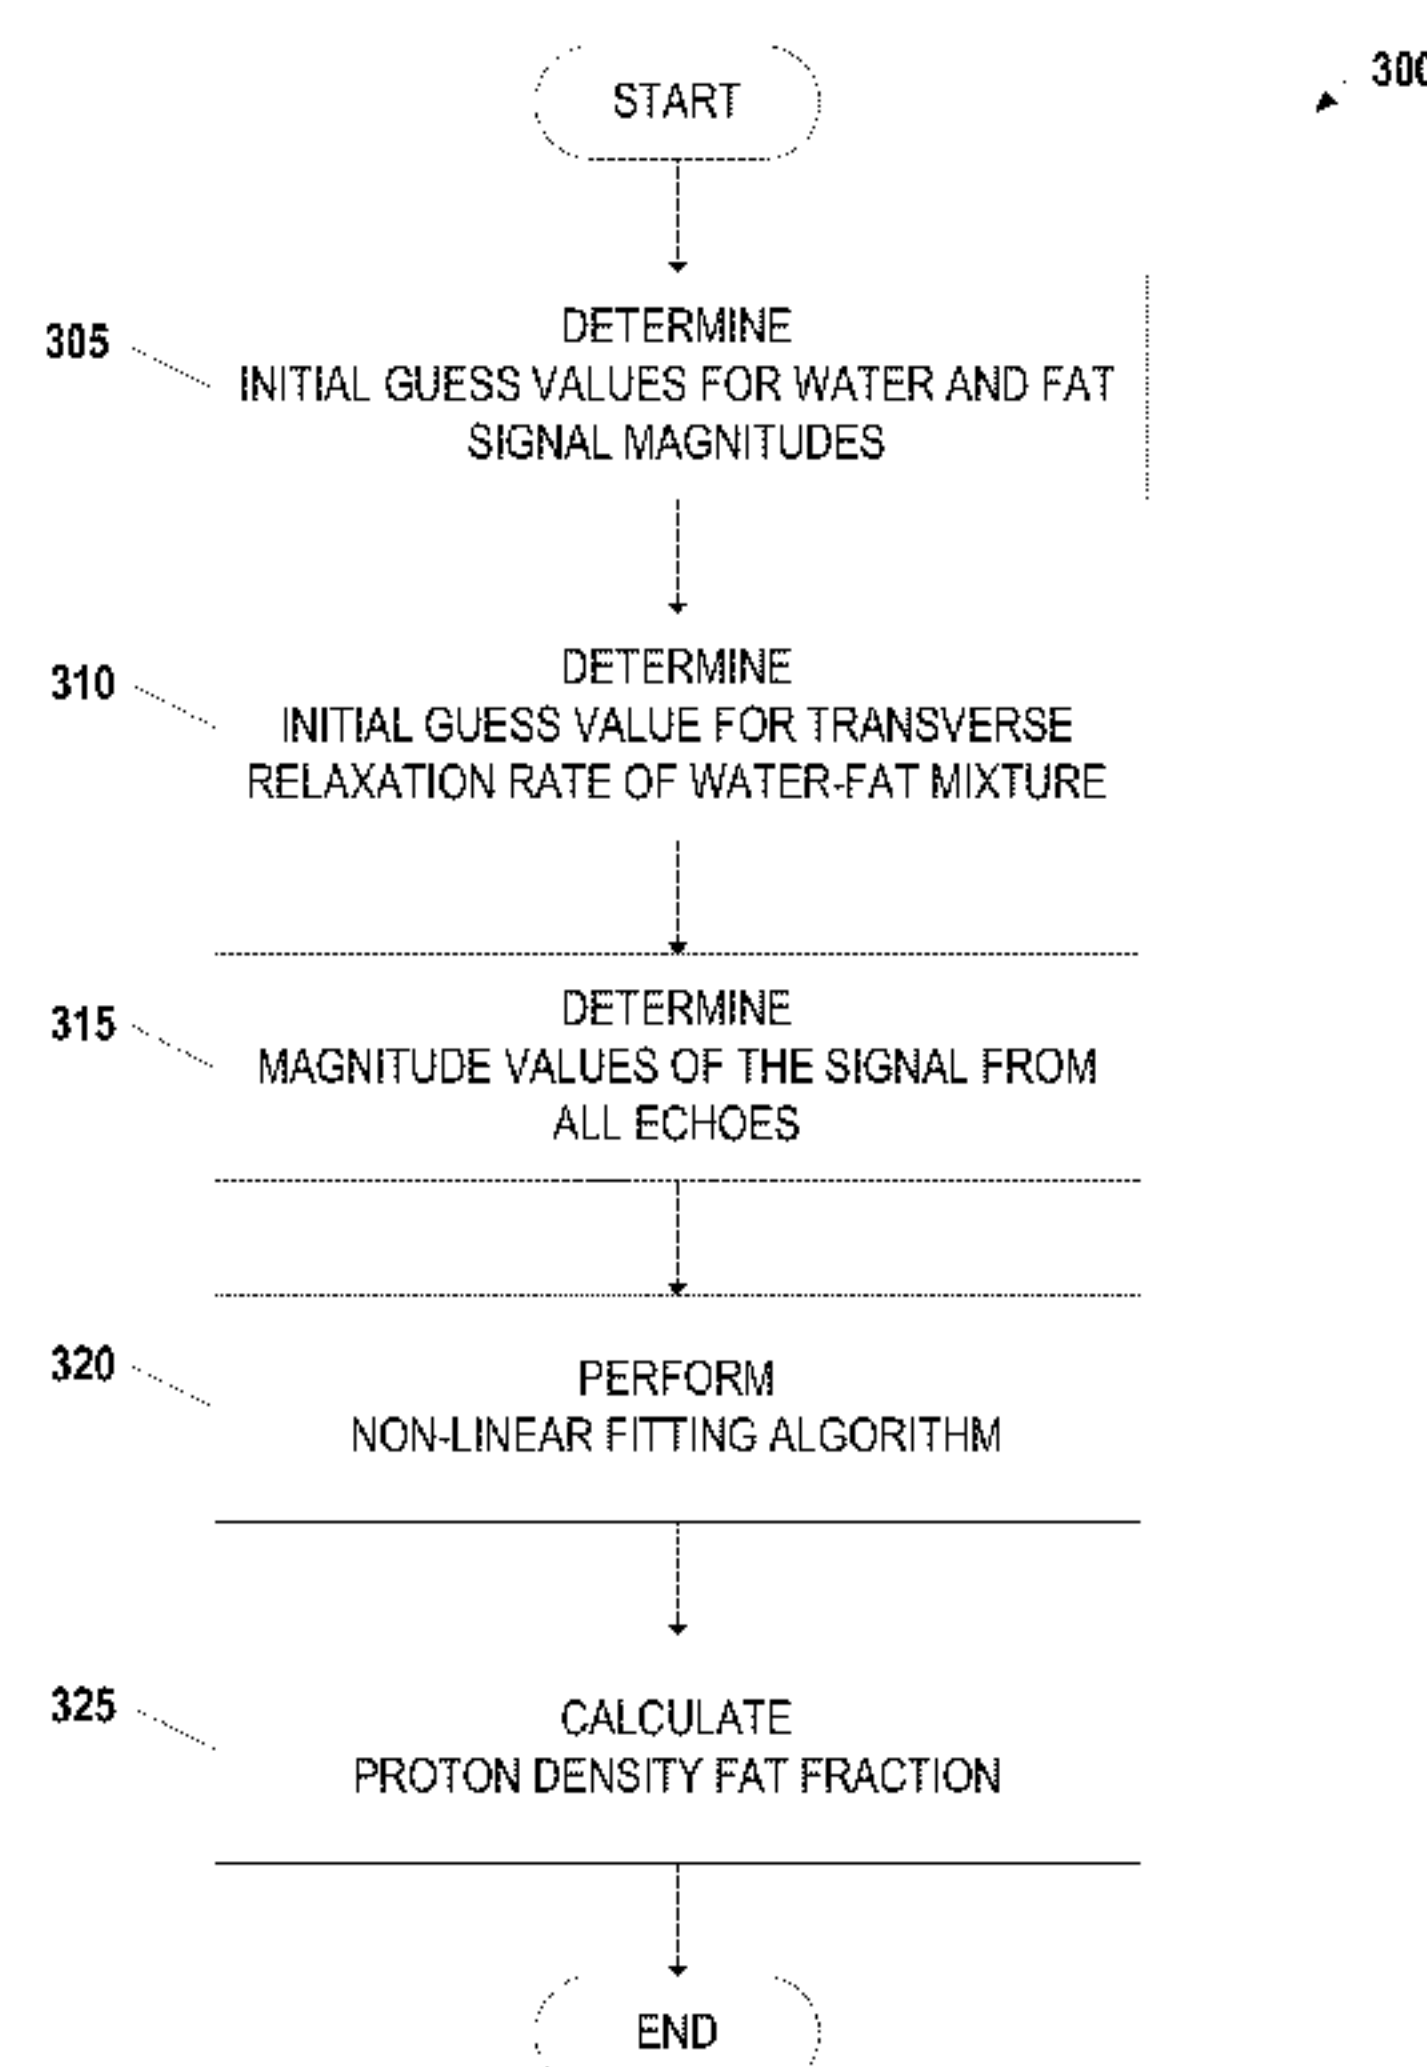 START
300
305
DETERMINE
INITIAL GUESS VALUES FOR WATER AND FAT
SIGNAL MAGNITUDES
310
DETERMINE
INITIAL GUESS VALUE FOR TRANSVERSE
RELAXATION RATE OF WATER-FAT MIXTURE
315
DETERMINE
MAGNITUDE VALUES OF THE SIGNAL FROM
ALL ECHOES
320
PERFORM
NON-LINEAR FITTING ALGORITHM
325
CALCULATE
PROTON DENSITY FAT FRACTION
END